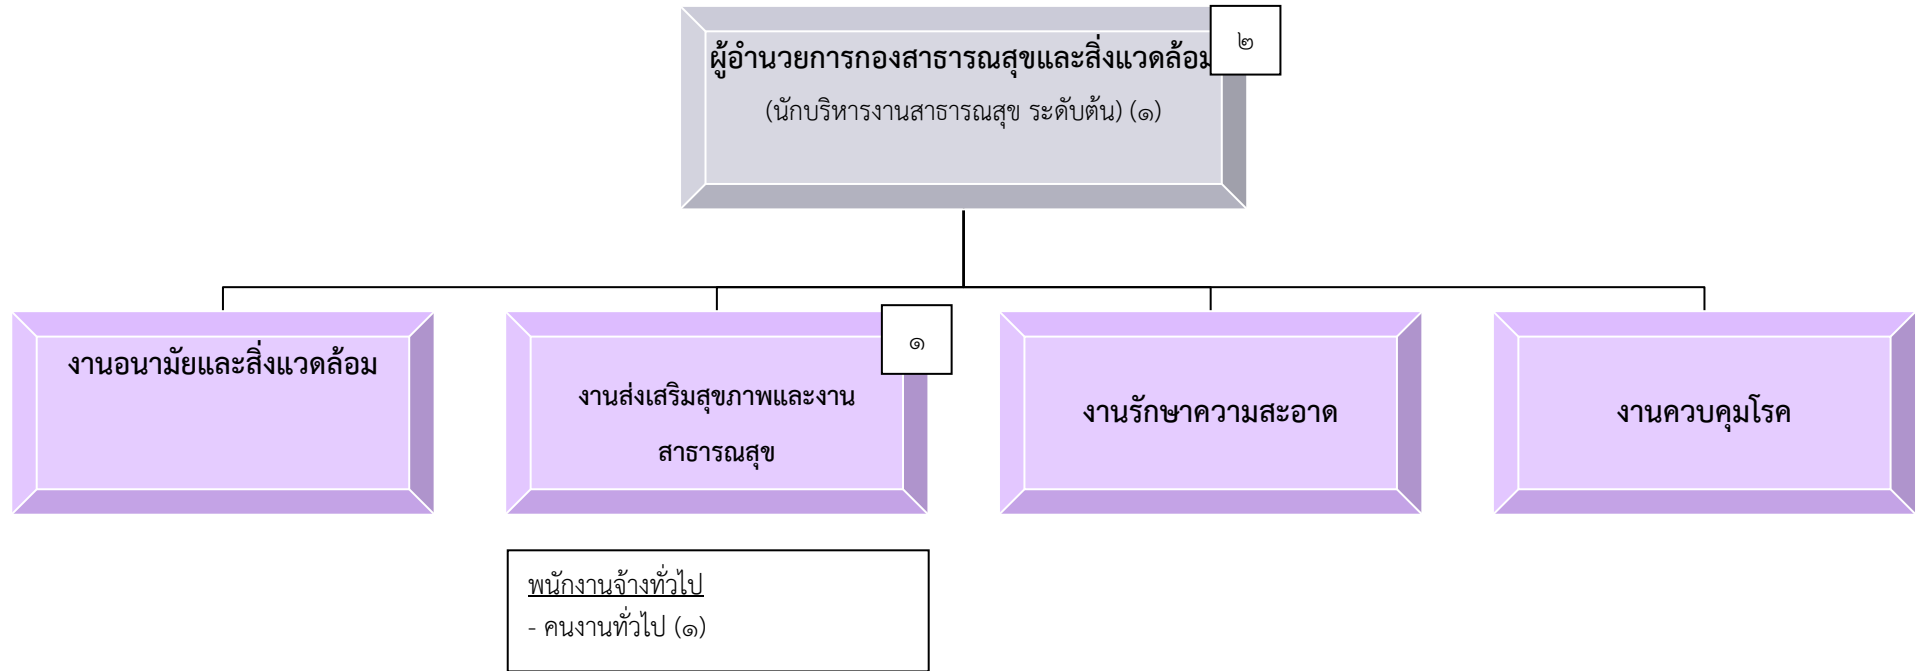 ผู้อำนวยการกองสาธารณสุขและสิ่งแวดล้อม
๒
(นักบริหารงานสาธารณสุข ระดับต้น) (๑)
งานอนามัยและสิ่งแวดล้อม
๑
งานส่งเสริมสุขภาพและงาน
สาธารณสุข
งานรักษาความสะอาด
งานควบคุมโรค
พนักงานจ้างทั่วไป
- คนงานทั่วไป (๑)